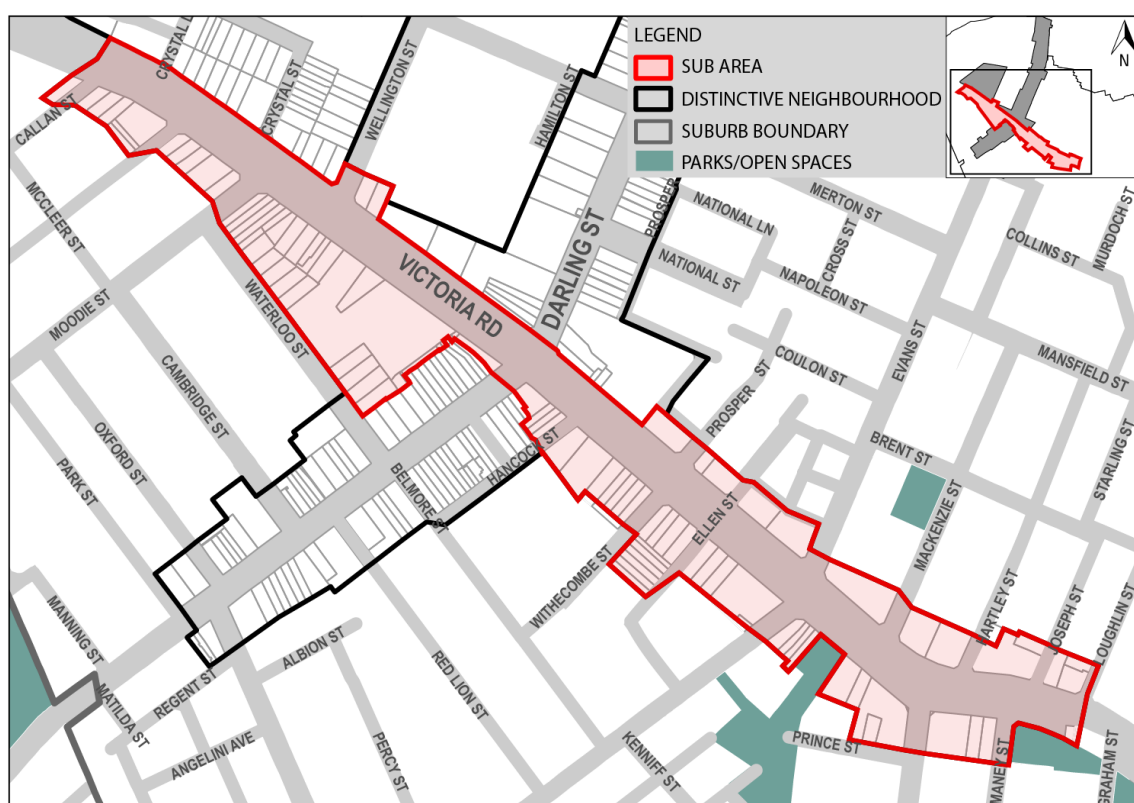 LEGEND
SUB AREA
DISTINCTIVE NEIGHBOURHOOD
SUBURB BOUNDARY
PARKS/OPEN SPACES
N
CRYSTAL L
CRYSTAL ST
WELLINGTON ST
HAMILTON ST
CALLAN ST
MCCLEER ST
MOODIE ST
WATERLOO ST
CAMBRIDGE ST
OXFORD ST
PARK ST
VICTORIA RD
DARLING ST
PROSPER
NATIONAL LN
NATIONAL ST
MERTON ST
CROSS ST
NAPOLEON ST
COLLINS ST
MURDOCH ST
EVANS ST
MANSFIELD ST
COULON ST
PROSPER ST
BRENT ST
STARLING ST
MACKENZIE ST
HARTLEY ST
JOSEPH ST
LOUGHLIN ST
HANCOCK ST
BELMORE ST
ELLEN ST
WITHECOMBE ST
MANNING ST
MATILDA ST
REGENT ST
ALBION ST
ANGELINI AVE
RED LION ST
PERCY ST
KENNIFF ST
PRINCE ST
MANEY ST
GRAHAM ST